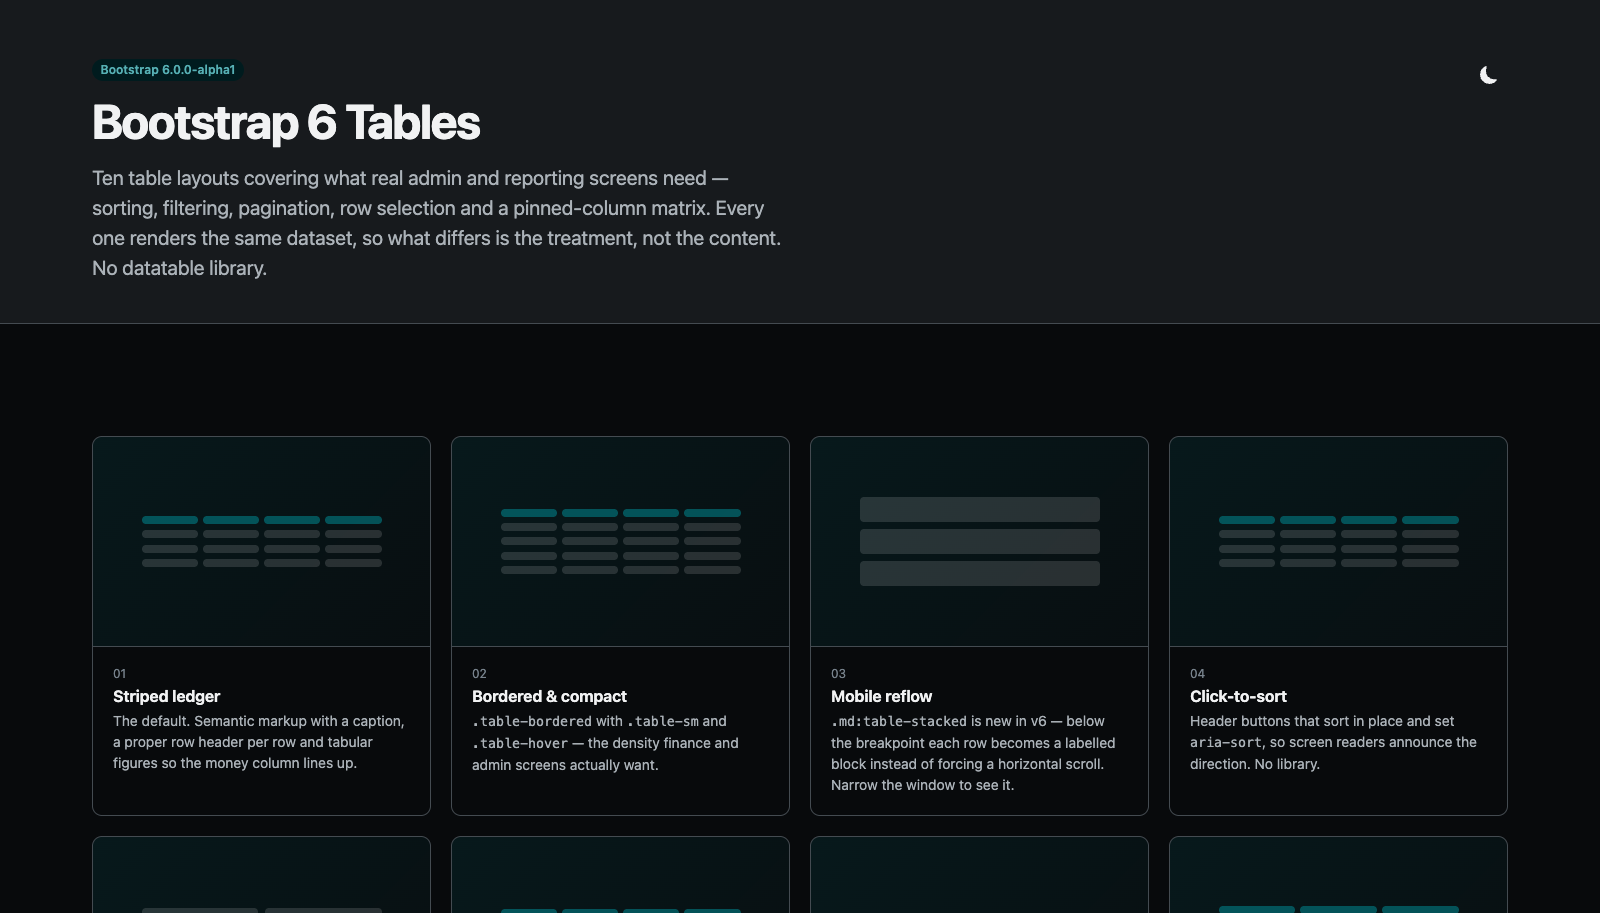 Bootstrap 6.0.0-alpha1
Bootstrap 6 Tables
Ten table layouts covering what real admin and reporting screens need —
sorting, filtering, pagination, row selection and a pinned-column matrix. Every
one renders the same dataset, so what differs is the treatment, not the content.
No datatable library.
01
Striped ledger
The default. Semantic markup with a caption,
a proper row header per row and tabular
figures so the money column lines up.
02
Bordered & compact
.table-bordered with .table-sm and
.table-hover — the density finance and
admin screens actually want.
03
Mobile reflow
.md:table-stacked is new in v6 — below
the breakpoint each row becomes a labelled
block instead of forcing a horizontal scroll.
Narrow the window to see it.
04
Click-to-sort
Header buttons that sort in place and set
aria-sort, so screen readers announce the
direction. No library.